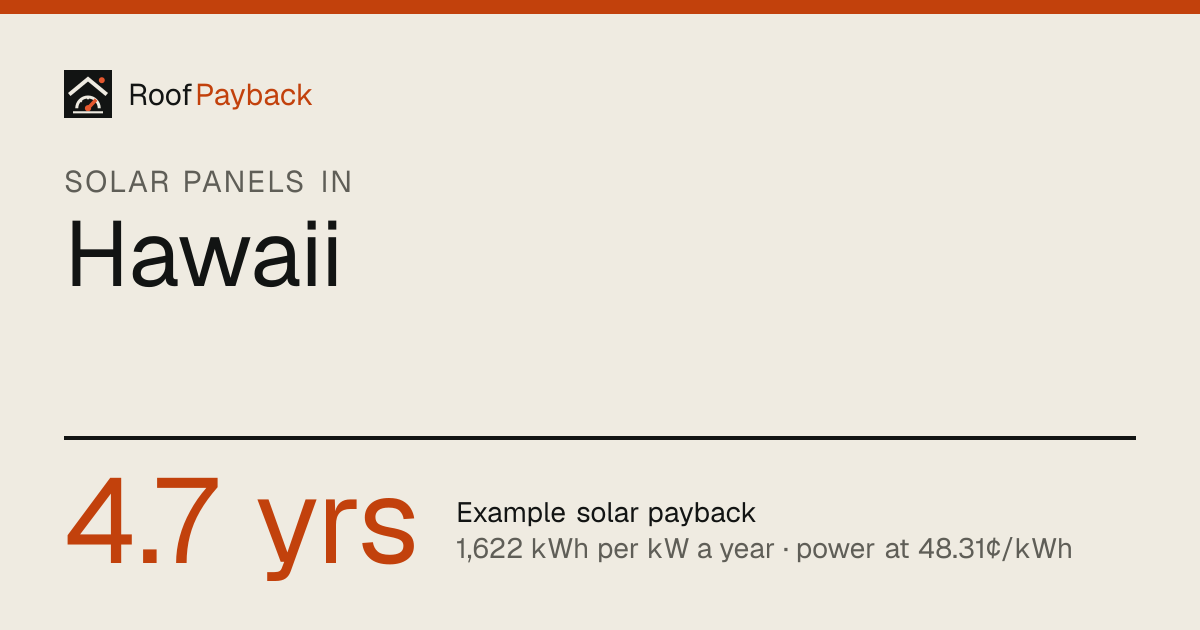 RoofPayback
SOLAR PANELS IN
Hawaii
4.7 yrs
Example solar payback
1,622 kWh per kW a year · power at 48.31¢/kWh